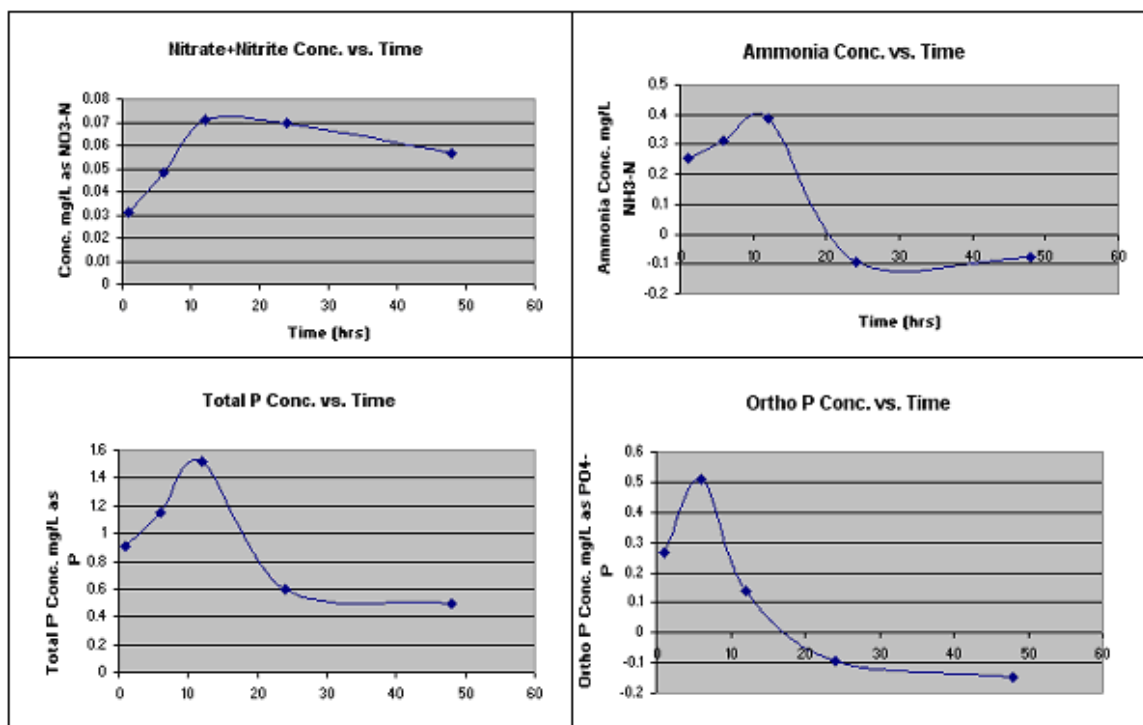 Nitrate+Nitrite Conc. vs. Time
Conc. mg/L as NO3-N
0.08
0.07
0.06
0.05
0.04
0.03
0.02
0.01
0
0 10 20 30 40 50 60
Time (hrs)
Ammonia Conc. vs. Time
Ammonia Conc. mg/L
NH3-N
0.5
0.4
0.3
0.2
0.1
0
-0.1
-0.2
0 10 20 30 40 50 60
Time (hrs)
Total P Conc. vs. Time
Total P Conc. mg/L as
P
1.6
1.4
1.2
1
0.8
0.6
0.4
0.2
0
0 10 20 30 40 50 60
Ortho P Conc. vs. Time
Ortho P Conc. mg/L as PO4-
P
0.6
0.5
0.4
0.3
0.2
0.1
0
-0.1
-0.2
0 10 20 30 40 50 60